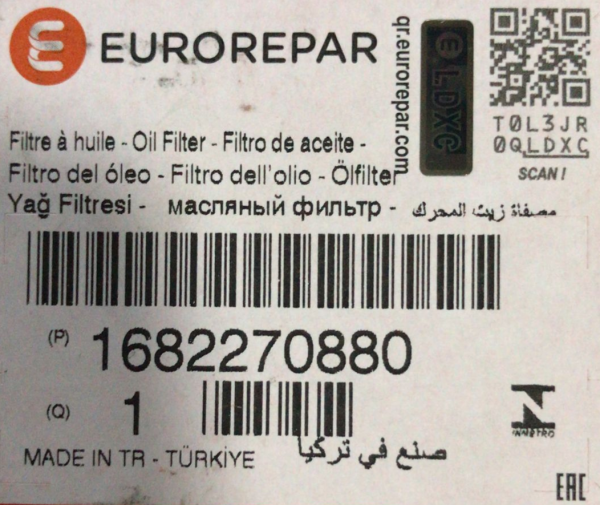 EUROREPAR
qr.eurorepar.com
LDXC
T0L3JR
0QLDXC
SCAN!
Filtre à huile - Oil Filter - Filtro de aceite -
Filtro del óleo - Filtro dell'olio - Ölfilter
Yağ Filtresi - масляный фильтр - مصفاة زيت المحرك
(P) 1682270880
(Q) 1
MADE IN TR - TÜRKİYE صنع في تركيا
EAC